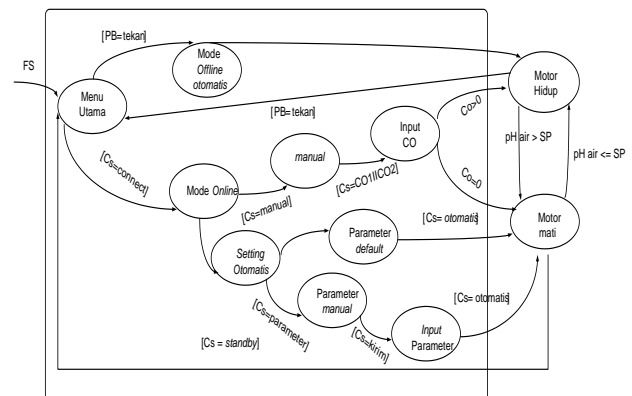 [PB=tekan]
Mode
Offline
otomatis
FS
Menu
Utama
Motor
Hidup
[PB=tekan]
Input
CO
Co>0
manual
pH air > SP
pH air <= SP
[Cs=connect]
Mode Online
[Cs=manual]
[Cs=CO1||CO2]
Co=0
Motor
mati
Setting
Otomatis
Parameter
default
[Cs= otomatis]
Parameter
manual
[Cs=parameter]
Input
Parameter
[Cs= otomatis]
[Cs = standby]
[Cs=kirim]